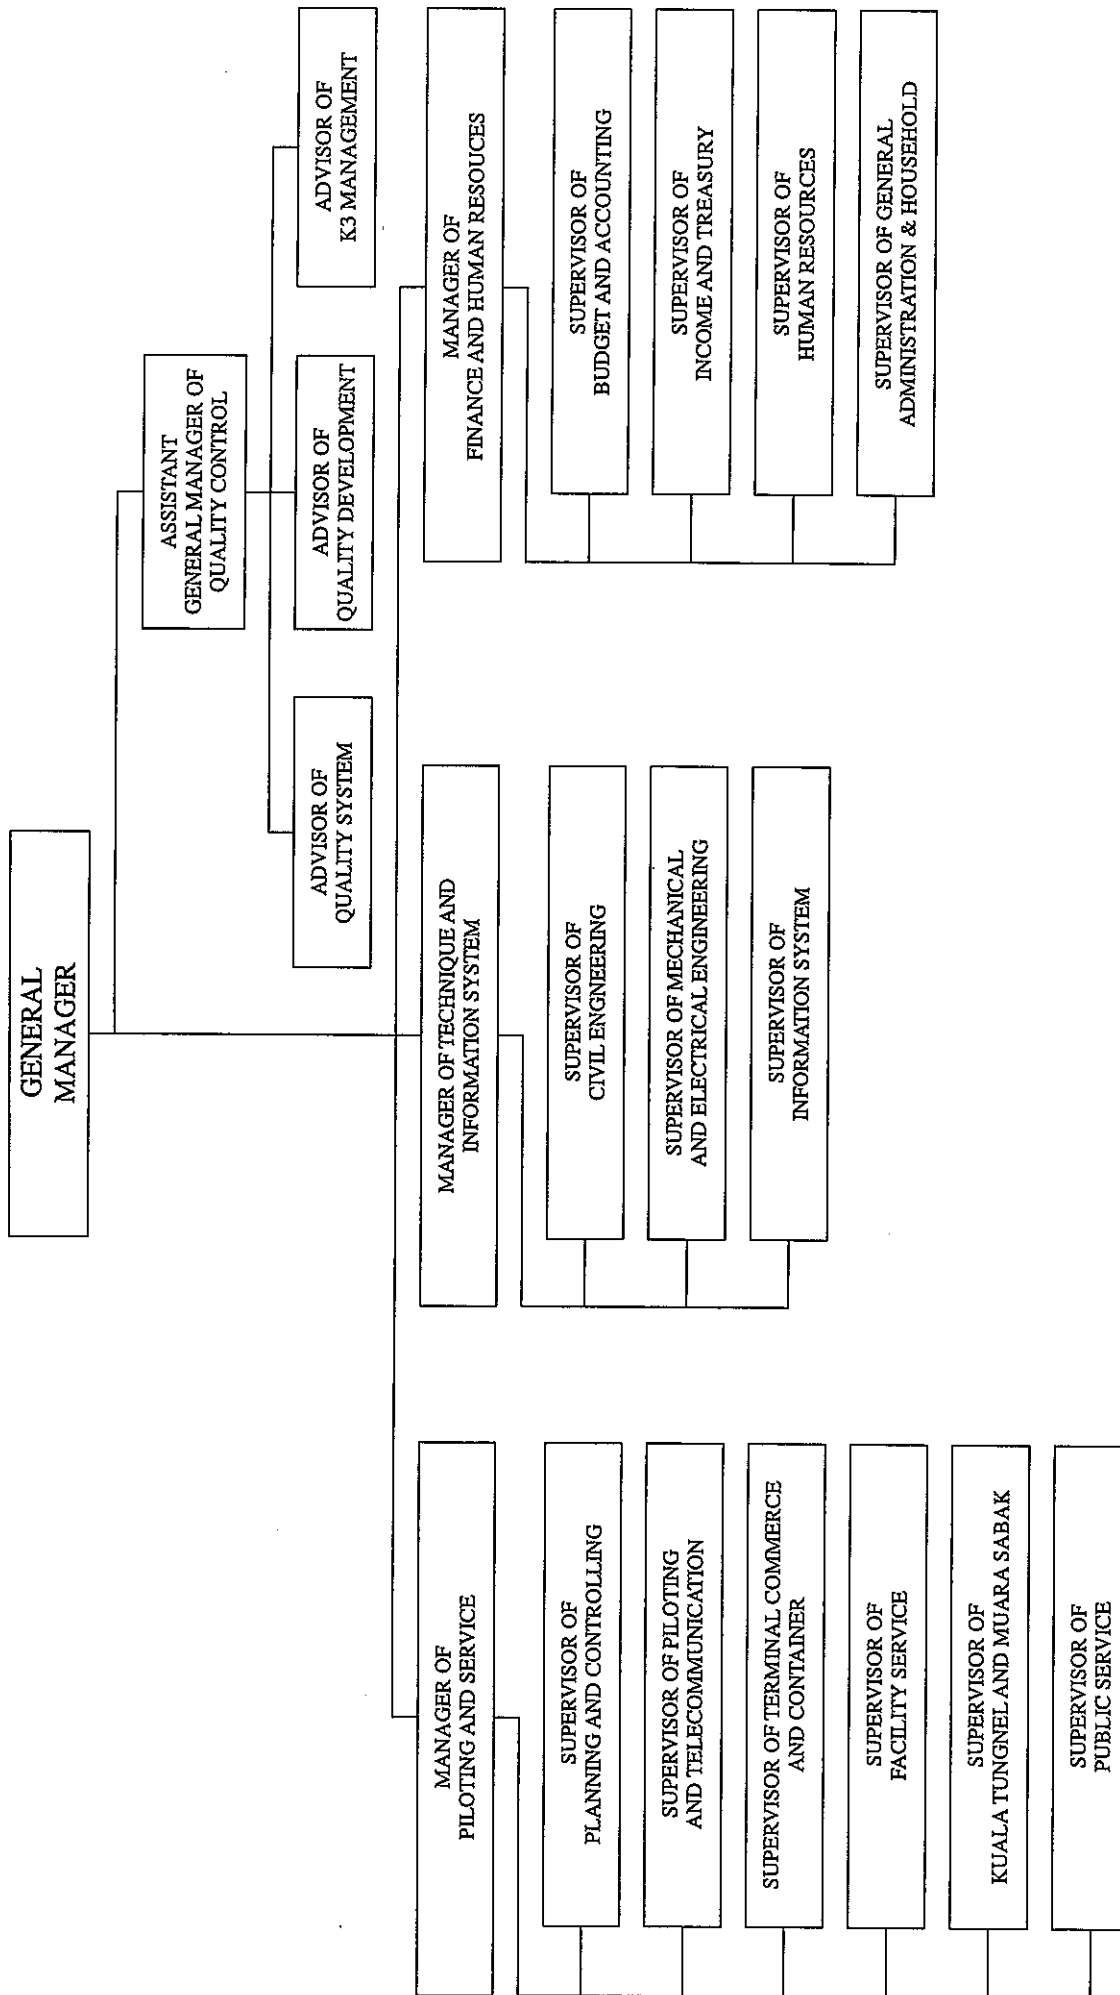 GENERAL
MANAGER
ASSISTANT
GENERAL MANAGER OF
QUALITY CONTROL
ADVISOR OF
QUALITY SYSTEM
ADVISOR OF
QUALITY DEVELOPMENT
ADVISOR OF
K3 MANAGEMENT
MANAGER OF
PILOTING AND SERVICE
SUPERVISOR OF
PLANNING AND CONTROLLING
SUPERVISOR OF PILOTING
AND TELECOMMUNICATION
SUPERVISOR OF TERMINAL COMMERCE
AND CONTAINER
SUPERVISOR OF
FACILITY SERVICE
SUPERVISOR OF
KUALA TUNGNEL AND MUARA SABAK
SUPERVISOR OF
PUBLIC SERVICE
MANAGER OF TECHNIQUE AND
INFORMATION SYSTEM
SUPERVISOR OF
CIVIL ENGNEERING
SUPERVISOR OF MECHANICAL
AND ELECTRICAL ENGINEERING
SUPERVISOR OF
INFORMATION SYSTEM
MANAGER OF
FINANCE AND HUMAN RESOUCES
SUPERVISOR OF
BUDGET AND ACCOUNTING
SUPERVISOR OF
INCOME AND TREASURY
SUPERVISOR OF
HUMAN RESOURCES
SUPERVISOR OF GENERAL
ADMINISTRATION & HOUSEHOLD